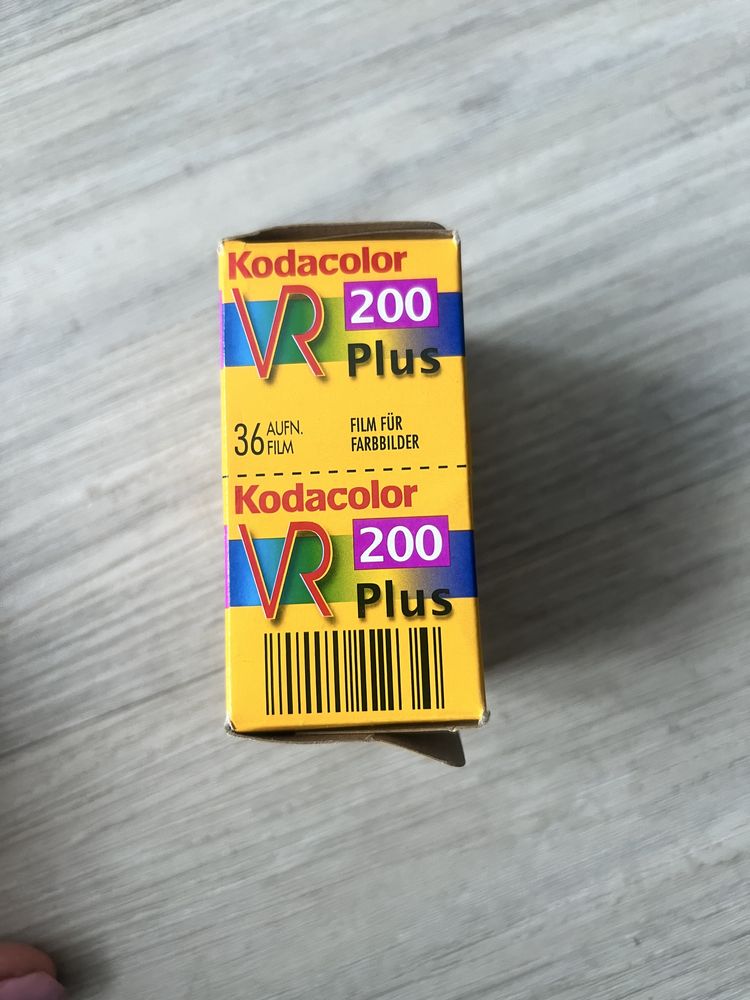 Kodacolor
VR 200
Plus
36 AUFN. FILM
FILM FÜR
FARBBILDER
Kodacolor
VR 200
Plus